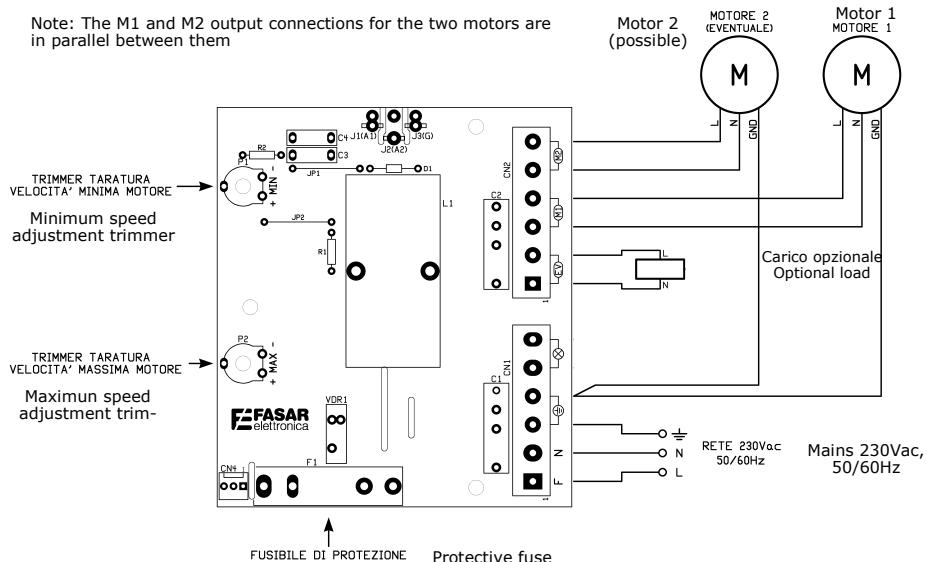 Note: The M1 and M2 output connections for the two motors are
in parallel between them
Motor 2
(possible)
MOTORE 2
(EVENTUALE)
Motor 1
MOTORE 1
M
M
L
N
GND
L
N
GND
J1(A1)
J3(G)
J2(A2)
C4
C3
R2
P1
- MIN +
JP1
D1
L1
JP2
R1
TRIMMER TARATURA
VELOCITA' MINIMA MOTORE
Minimum speed
adjustment trimmer
CN2
C2
M2
M1
EV
1
L
N
Carico opzionale
Optional load
P2
- MAX +
TRIMMER TARATURA
VELOCITA' MASSIMA MOTORE
Maximun speed
adjustment trim-
FASAR
elettronica
VDR1
CN4
1
F1
CN1
C1
N
F
1
N
L
RETE 230Vac
50/60Hz
Mains 230Vac,
50/60Hz
FUSIBILE DI PROTEZIONE
Protective fuse